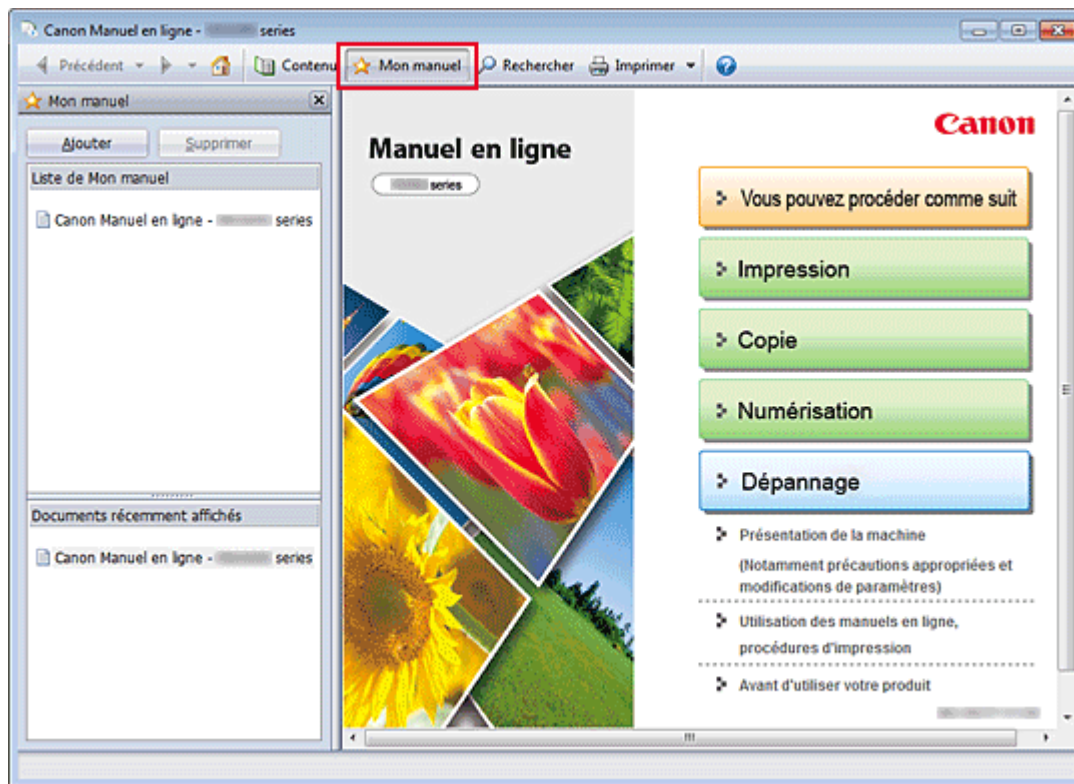 Canon Manuel en ligne - series
Précédent Contenu Mon manuel Rechercher Imprimer
Mon manuel
Ajouter Supprimer
Liste de Mon manuel
Canon Manuel en ligne - series
Documents récemment affichés
Canon Manuel en ligne - series
Canon
Manuel en ligne
series
Vous pouvez procéder comme suit
Impression
Copie
Numérisation
Dépannage
Présentation de la machine
(Notamment précautions appropriées et
modifications de paramètres)
Utilisation des manuels en ligne,
procédures d'impression
Avant d'utiliser votre produit